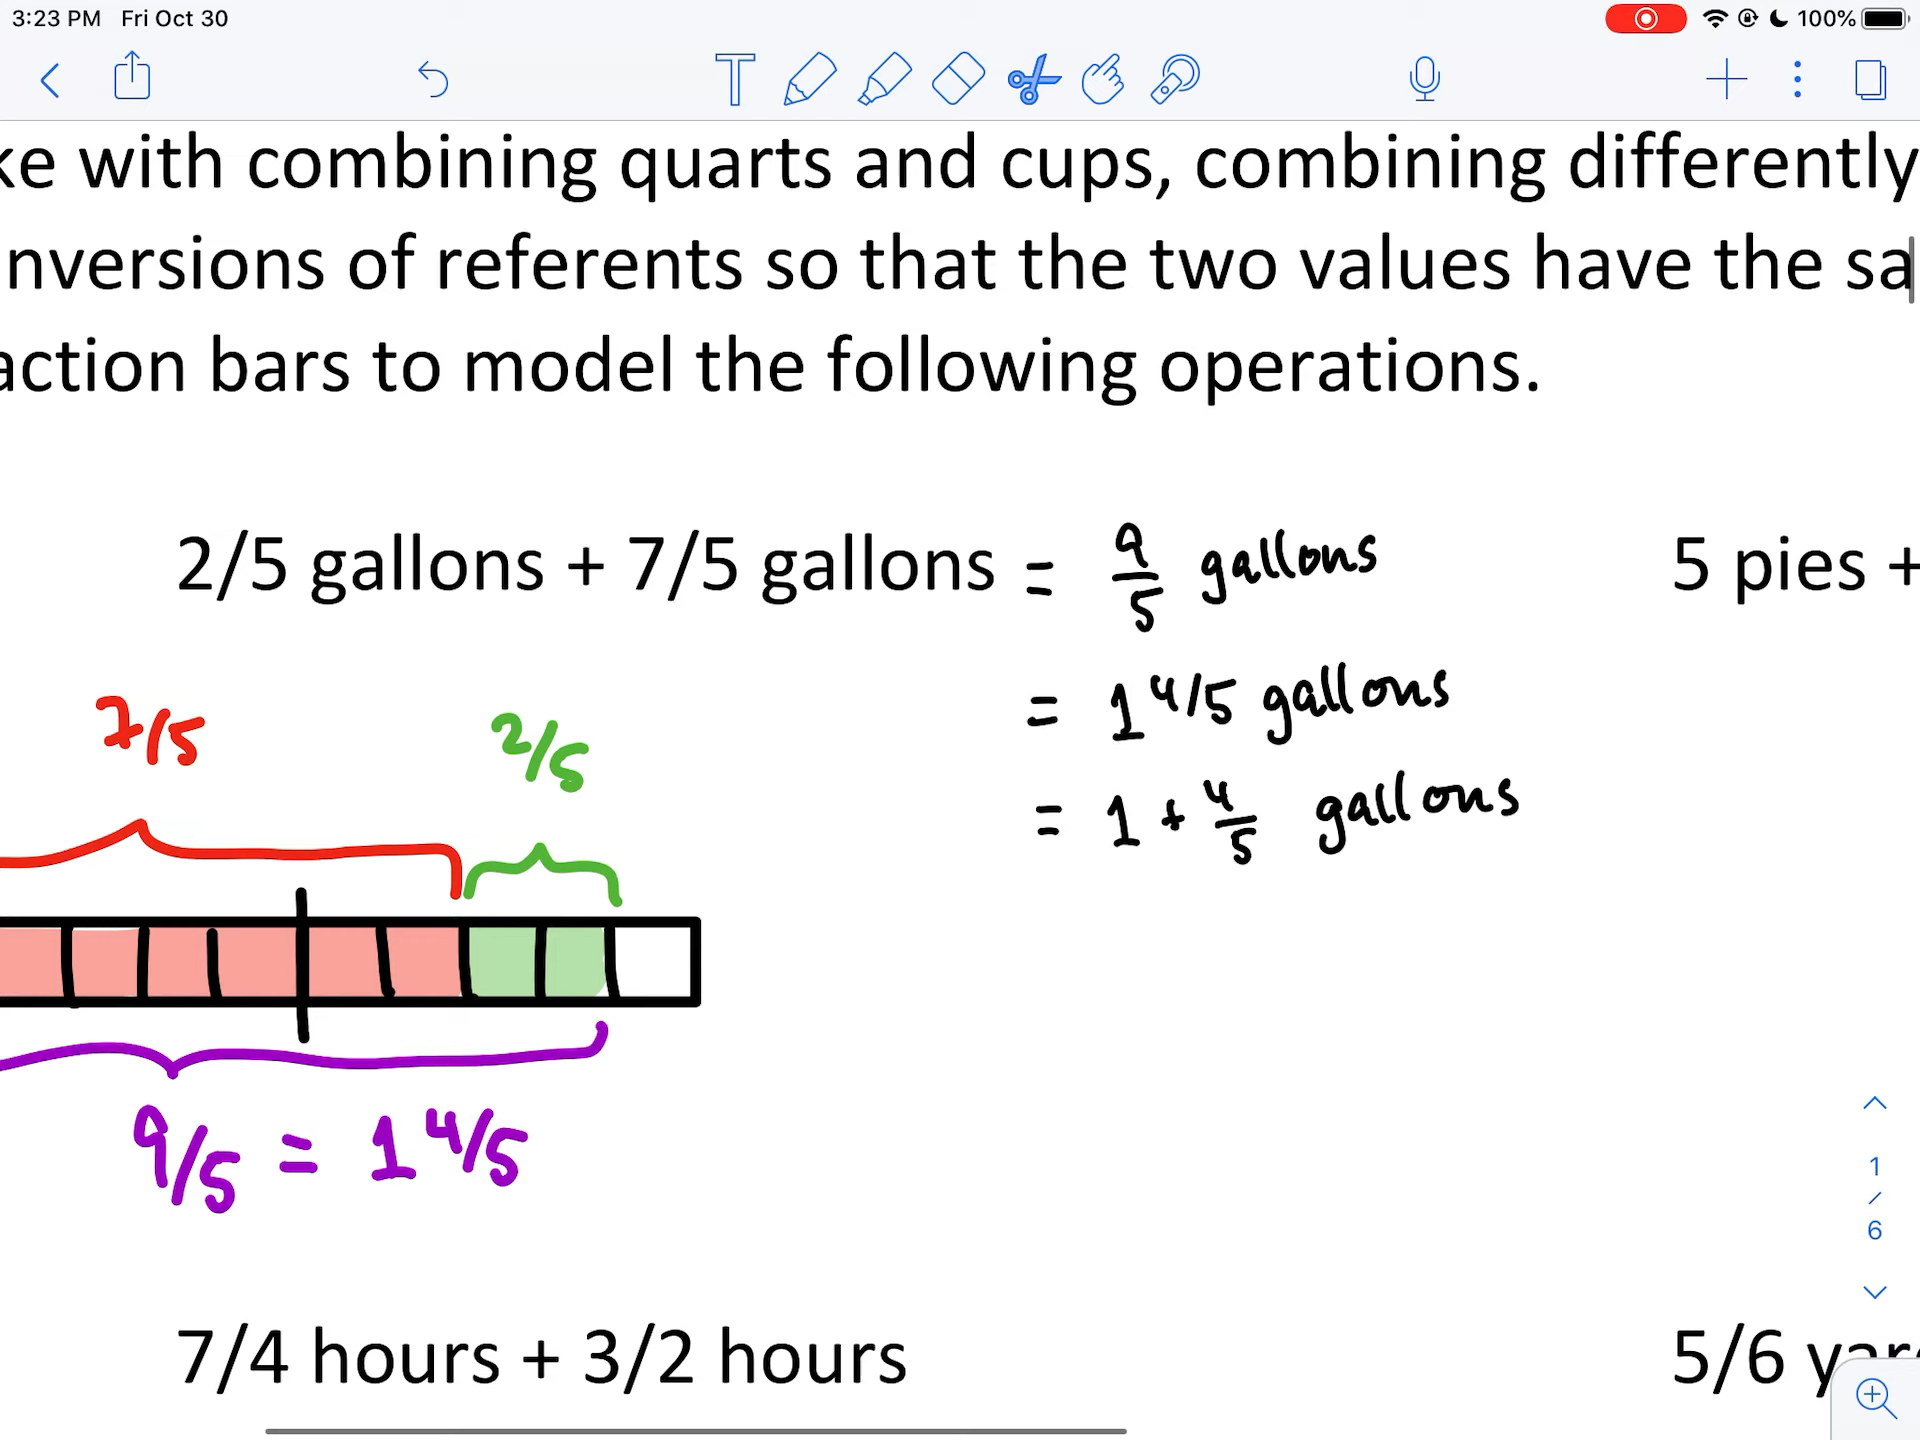 3:23 PM Fri Oct 30 100%
ke with combining quarts and cups, combining differently
nversions of referents so that the two values have the sa
action bars to model the following operations.
2/5 gallons + 7/5 gallons = 9/5 gallons
5 pies +
= 1 4/5 gallons
= 1 + 4/5 gallons
7/5
2/5
9/5 = 1 4/5
1
/
6
7/4 hours + 3/2 hours
5/6 yar